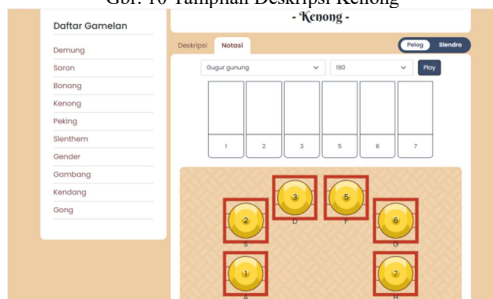 Gbr. 10 Tampilan Deskripsi Kenong
- Kenong -
Daftar Gamelan
Demung
Saron
Bonang
Kenong
Peking
Slenthem
Gender
Gambang
Kendang
Gong
Deskripsi Notasi
Pelog Slendro
Gugur gunung 180 Play
1 2 3 5 6 7
3 5
D F
2 6
S G
1 7
A H